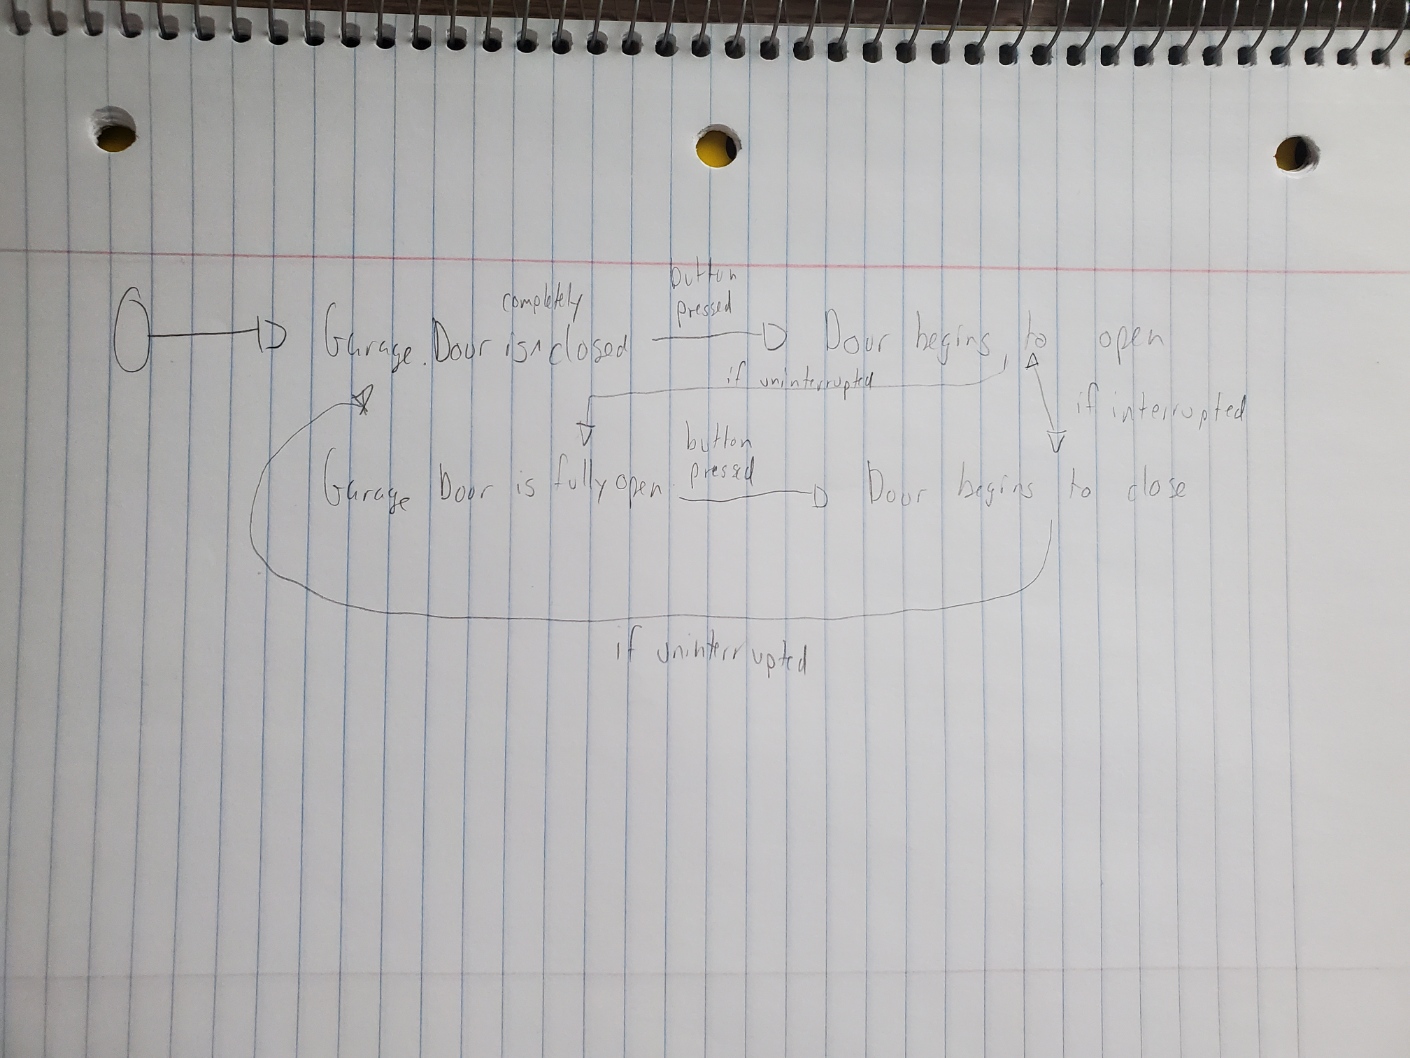 button
completely pressed
Garage Door is^closed Door begins to open
if uninterrupted
if interrupted
button
pressed
Garage Door is fully open Door begins to close
if uninterrupted